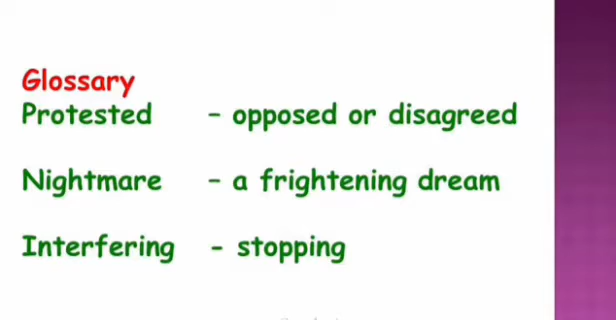 Glossary
Protested - opposed or disagreed
Nightmare - a frightening dream
Interfering - stopping